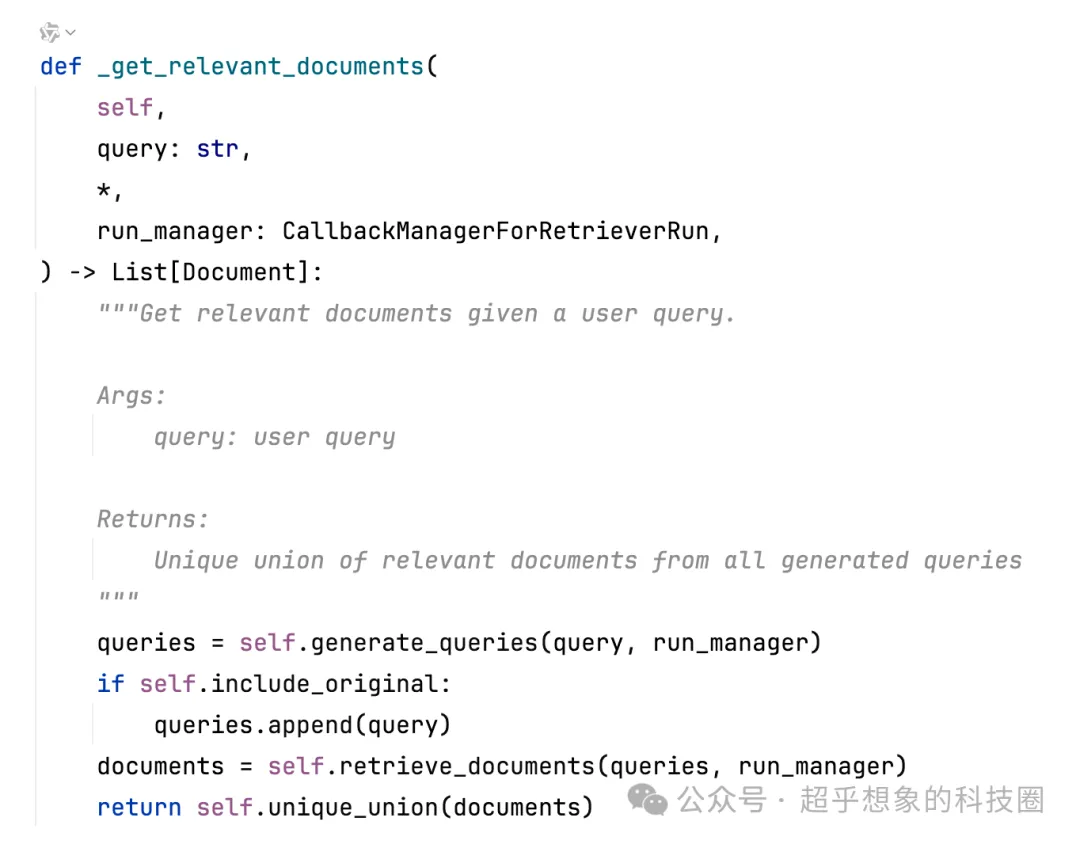 def _get_relevant_documents(
    self,
    query: str,
    *,
    run_manager: CallbackManagerForRetrieverRun,
) -> List[Document]:
    """Get relevant documents given a user query.

    Args:
        query: user query

    Returns:
        Unique union of relevant documents from all generated queries
    """
    queries = self.generate_queries(query, run_manager)
    if self.include_original:
        queries.append(query)
    documents = self.retrieve_documents(queries, run_manager)
    return self.unique_union(documents)
公众号 · 超乎想象的科技圈